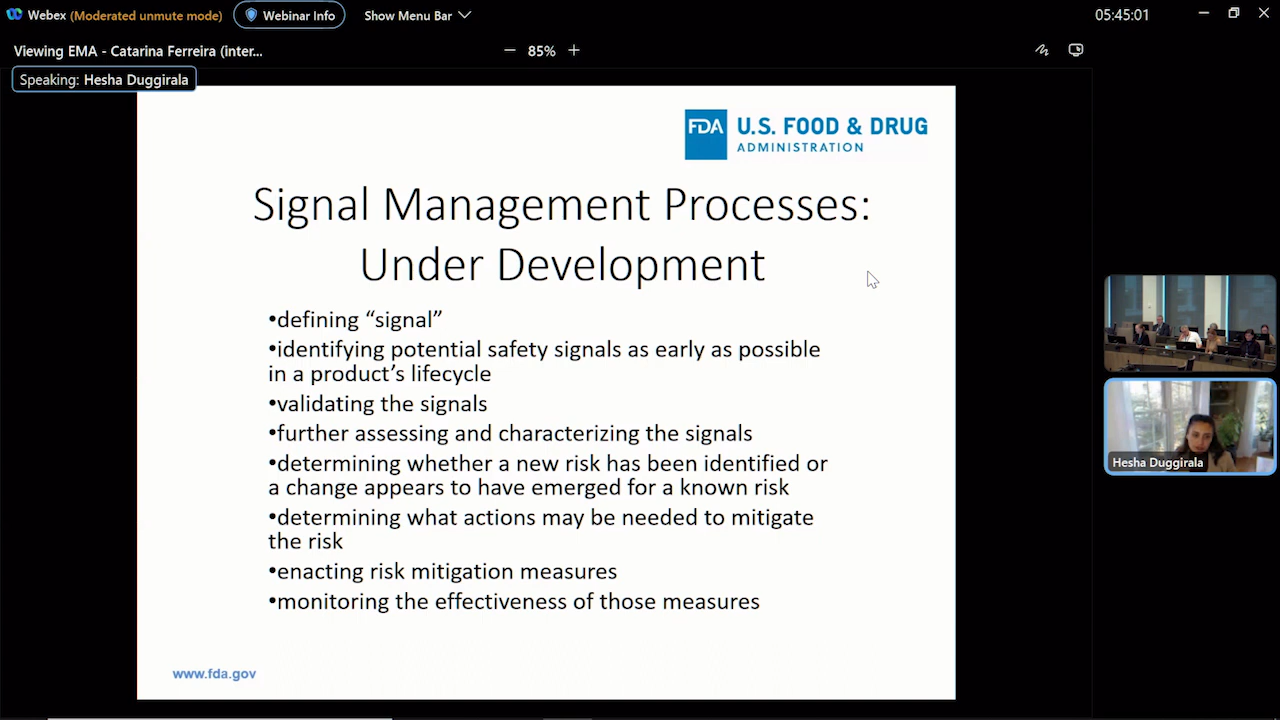 Webex (Moderated unmute mode) Webinar Info Show Menu Bar 05:45:01
Viewing EMA - Catarina Ferreira (inter... 85%
Speaking: Hesha Duggirala
FDA U.S. FOOD & DRUG
ADMINISTRATION
Signal Management Processes:
Under Development
•defining “signal”
•identifying potential safety signals as early as possible
in a product’s lifecycle
•validating the signals
•further assessing and characterizing the signals
•determining whether a new risk has been identified or
a change appears to have emerged for a known risk
•determining what actions may be needed to mitigate
the risk
•enacting risk mitigation measures
•monitoring the effectiveness of those measures
www.fda.gov
Hesha Duggirala